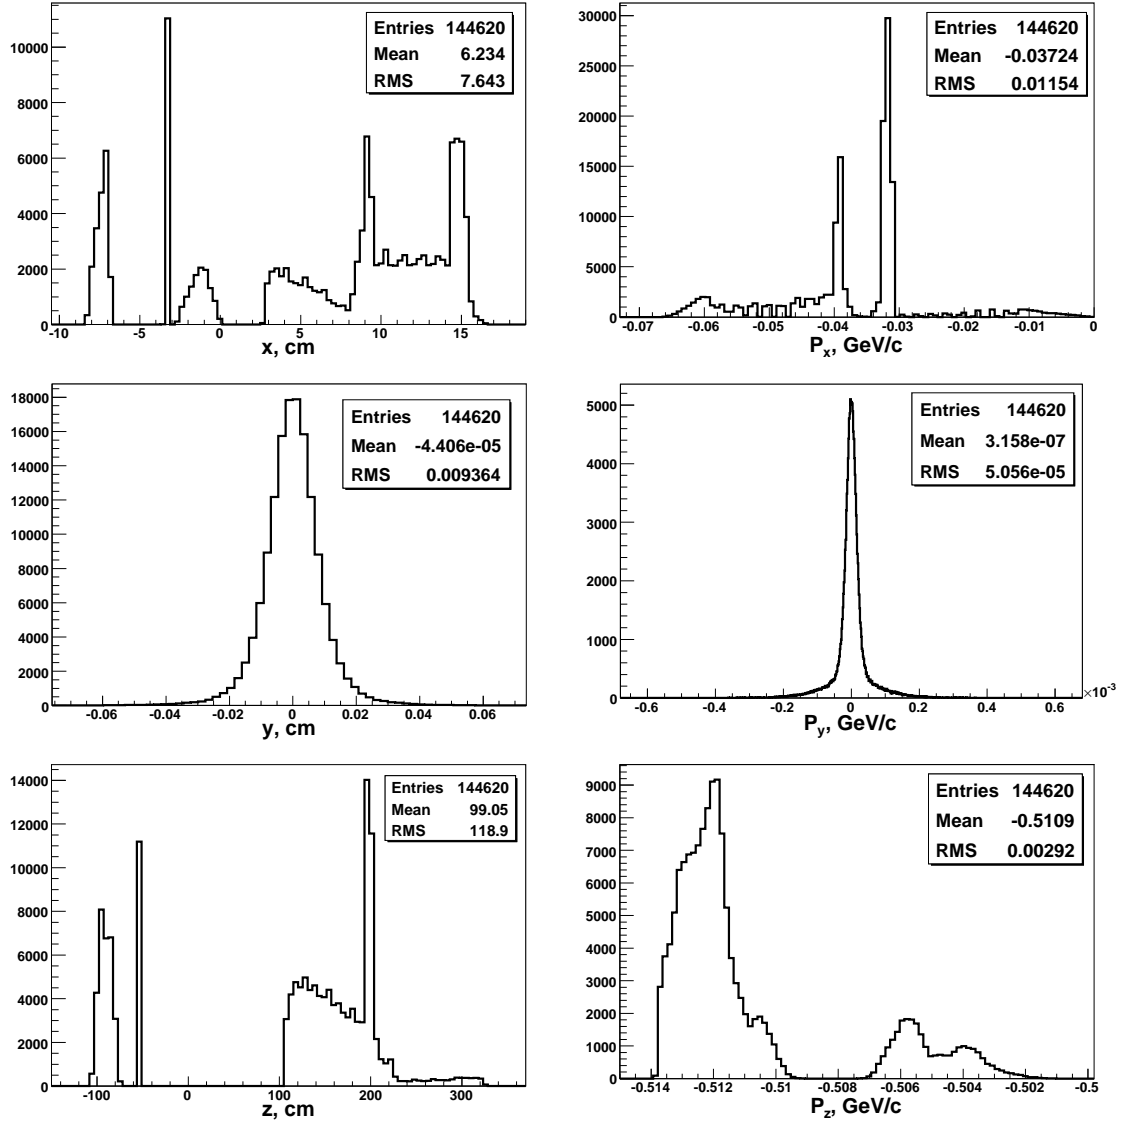 Entries 144620
Mean 6.234
RMS 7.643
10000
8000
6000
4000
2000
0
-10 -5 0 5 10 15
x, cm
Entries 144620
Mean -0.03724
RMS 0.01154
30000
25000
20000
15000
10000
5000
0
-0.07 -0.06 -0.05 -0.04 -0.03 -0.02 -0.01 0
Px, GeV/c
Entries 144620
Mean -4.406e-05
RMS 0.009364
18000
16000
14000
12000
10000
8000
6000
4000
2000
0
-0.06 -0.04 -0.02 0 0.02 0.04 0.06
y, cm
Entries 144620
Mean 3.158e-07
RMS 5.056e-05
5000
4000
3000
2000
1000
0
-0.6 -0.4 -0.2 0 0.2 0.4 0.6
×10-3
Py, GeV/c
Entries 144620
Mean 99.05
RMS 118.9
14000
12000
10000
8000
6000
4000
2000
0
-100 0 100 200 300
z, cm
Entries 144620
Mean -0.5109
RMS 0.00292
9000
8000
7000
6000
5000
4000
3000
2000
1000
0
-0.514 -0.512 -0.51 -0.508 -0.506 -0.504 -0.502 -0.5
Pz, GeV/c